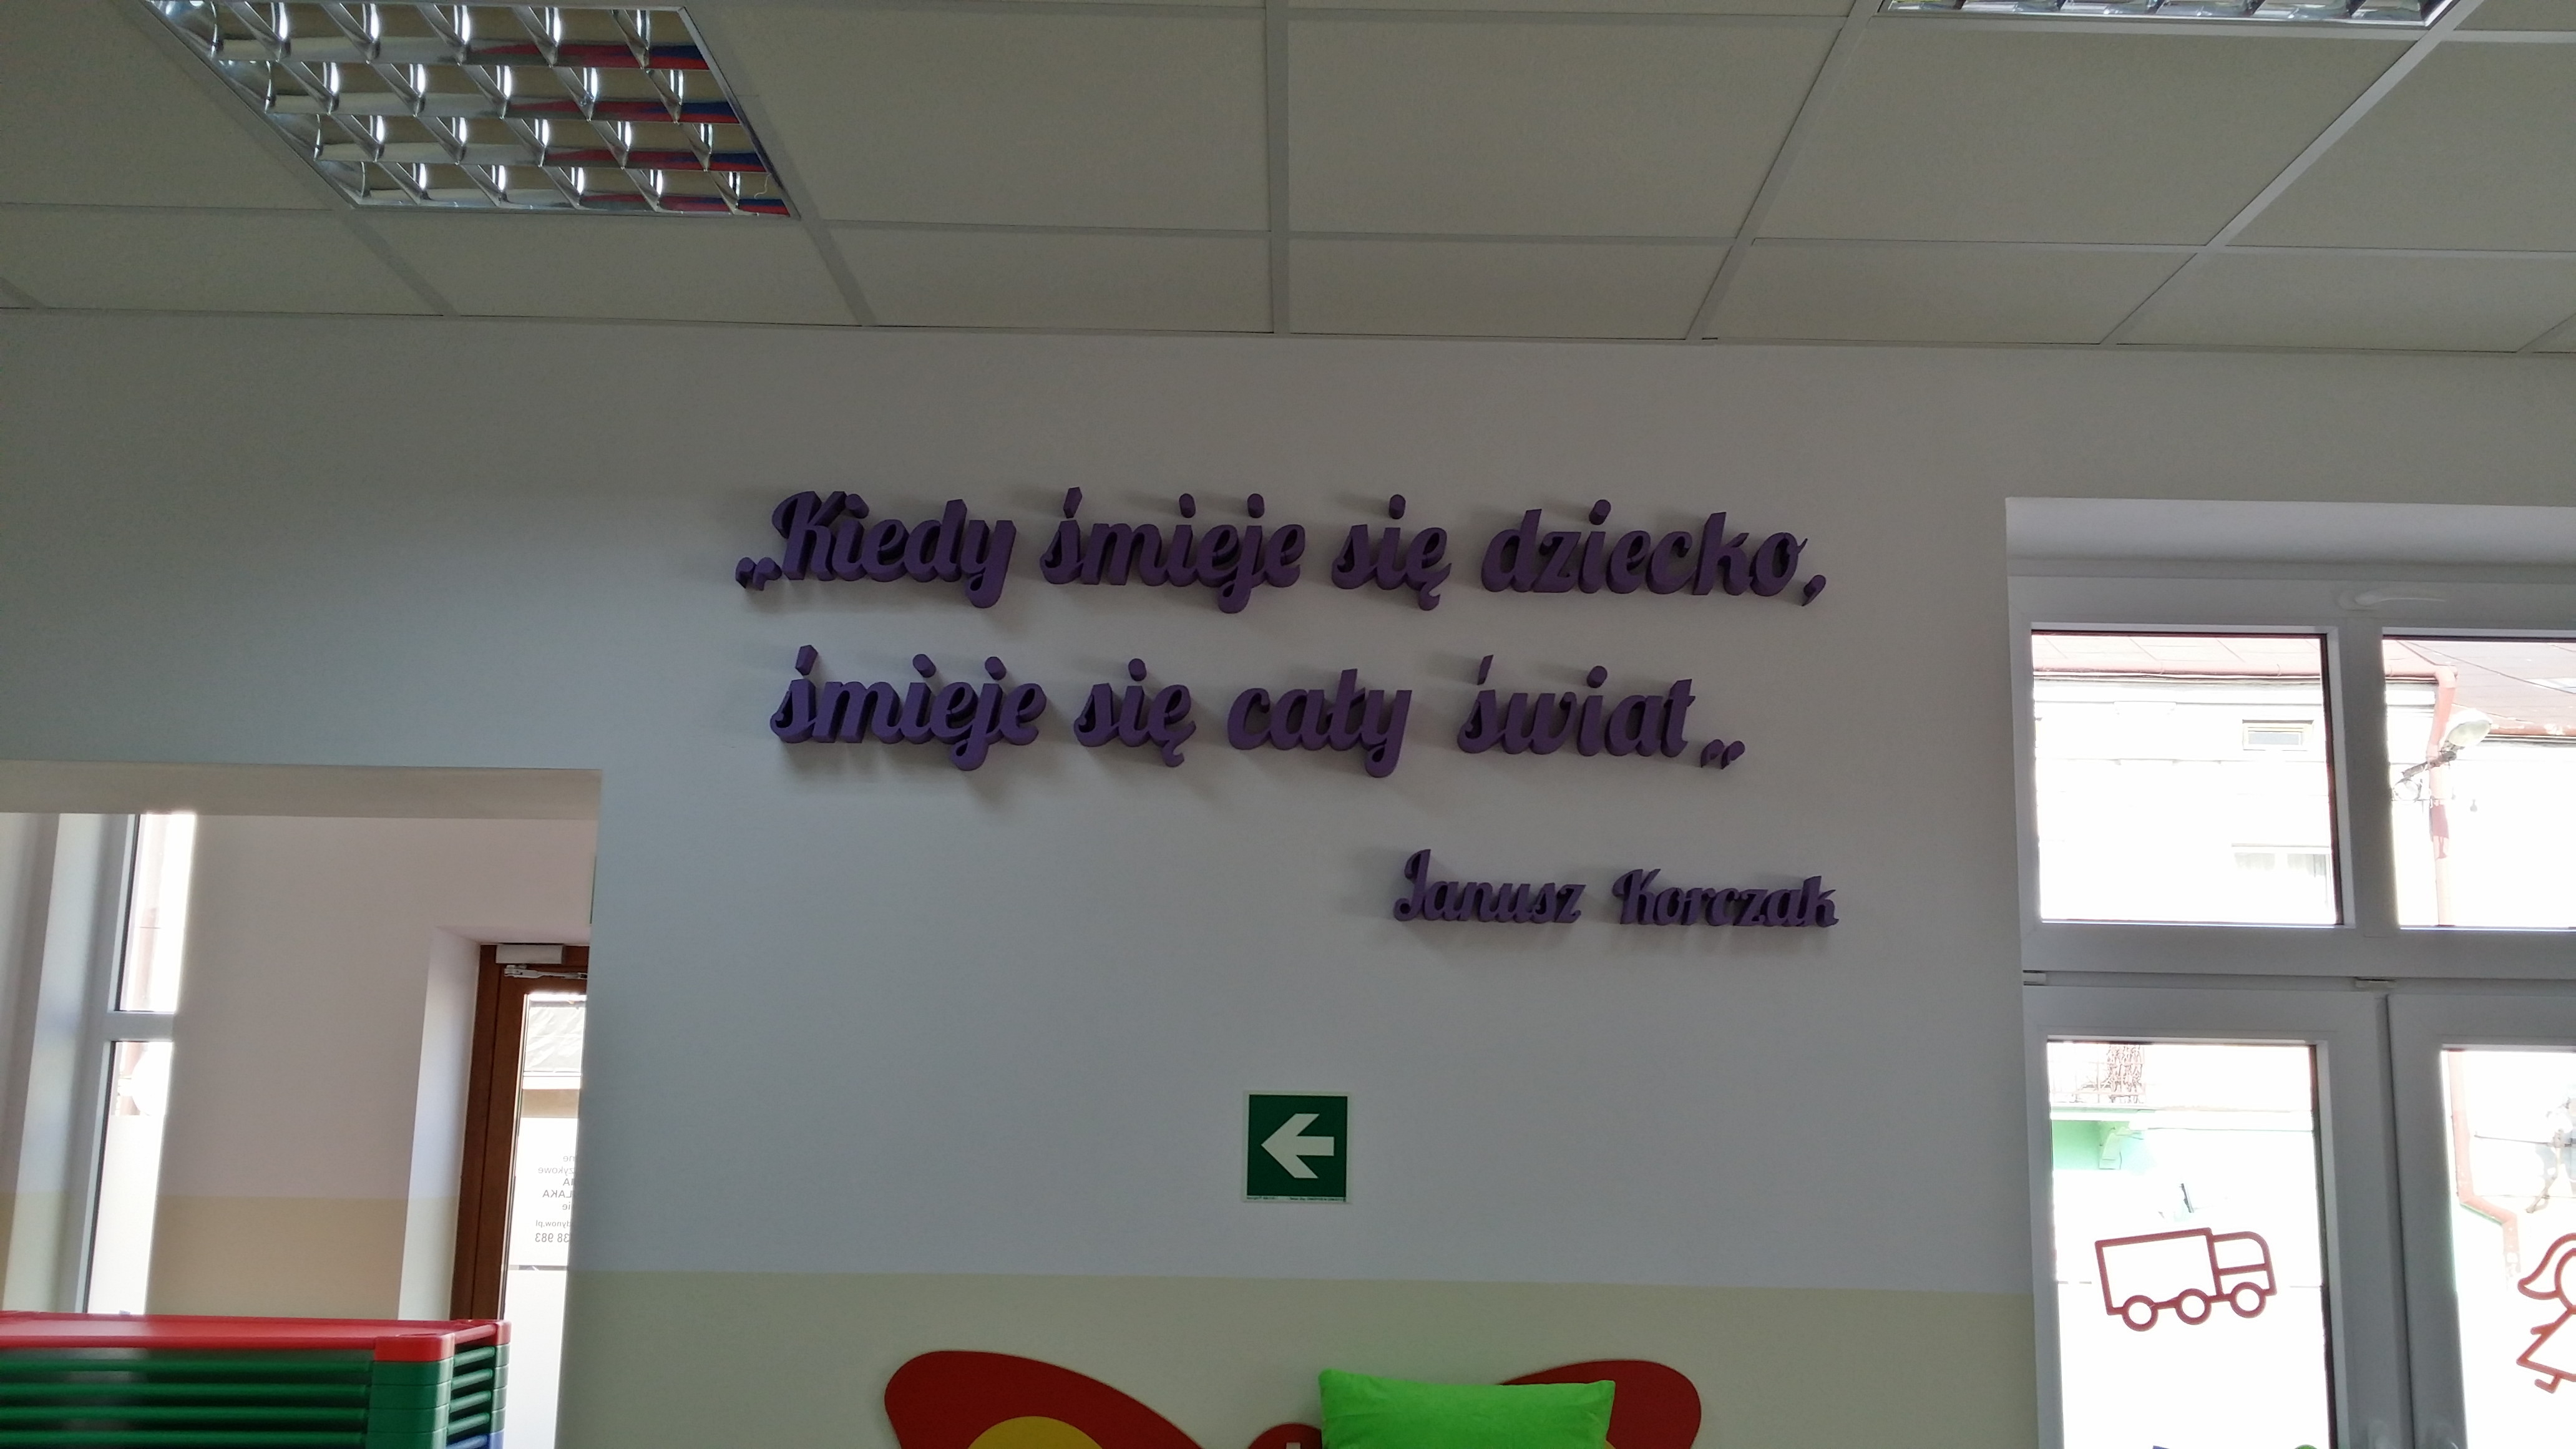 „Kiedy śmieje się dziecko,
śmieje się cały świat„
Janusz Korczak